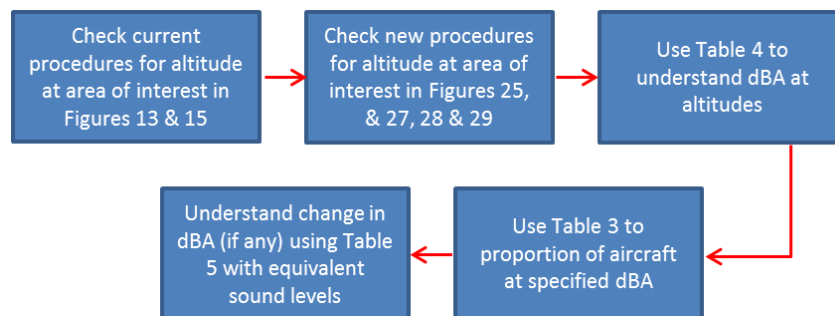 Check current
procedures for altitude
at area of interest in
Figures 13 & 15
Check new procedures
for altitude at area of
interest in Figures 25,
& 27, 28 & 29
Use Table 4 to
understand dBA at
altitudes
Use Table 3 to
proportion of aircraft
at specified dBA
Understand change in
dBA (if any) using Table
5 with equivalent
sound levels